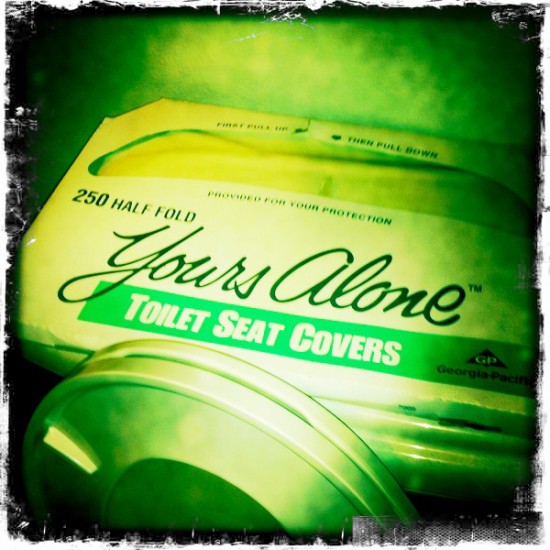 FIRST PULL UP
THEN PULL DOWN
PROVIDED FOR YOUR PROTECTION
250 HALF FOLD
Yours Alone™
TOILET SEAT COVERS
GP
Georgia-Pacific